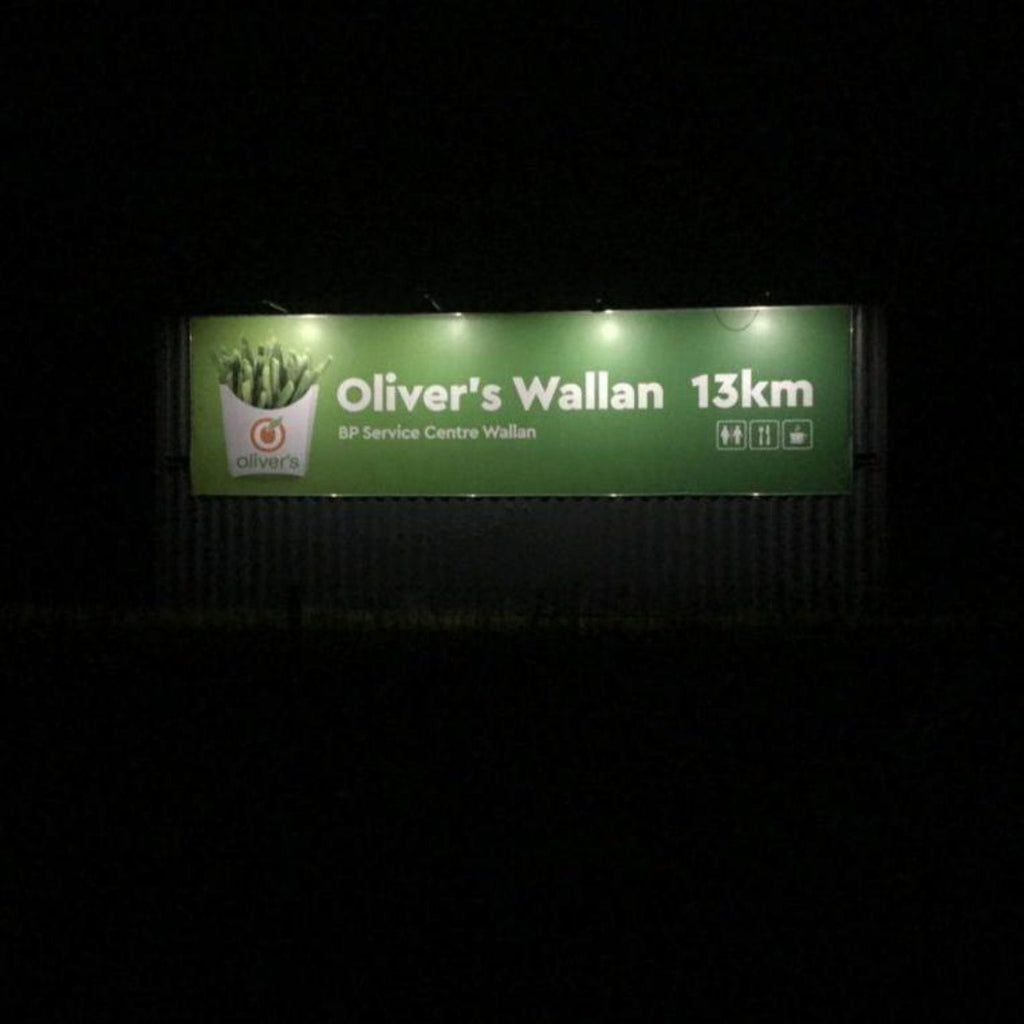 Oliver's Wallan 13km
BP Service Centre Wallan
oliver's